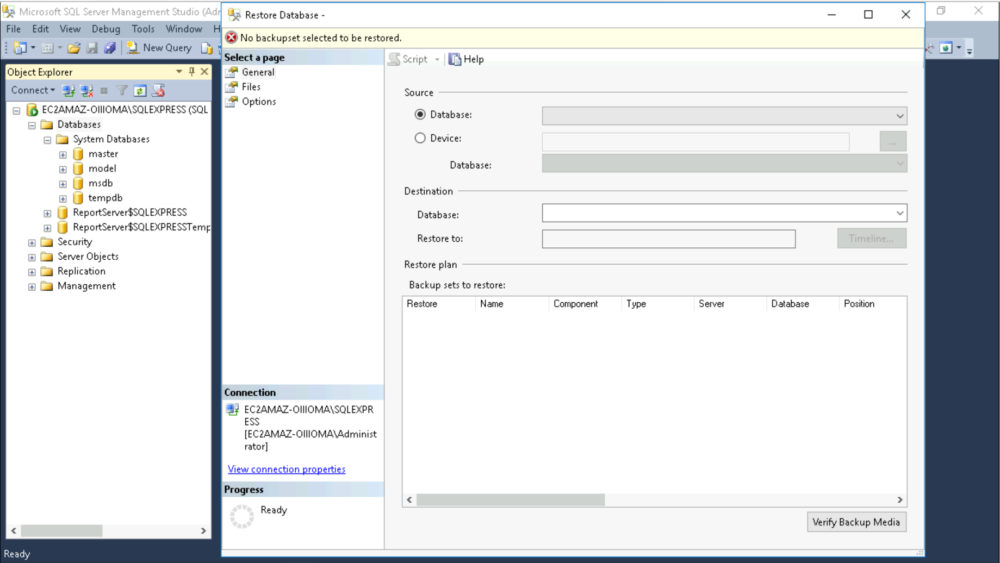 Microsoft SQL Server Management Studio (Adr
File Edit View Debug Tools Window H
New Query
Object Explorer
Connect
EC2AMAZ-OIIIOMA\SQLEXPRESS (SQL
Databases
System Databases
master
model
msdb
tempdb
ReportServer$SQLEXPRESS
ReportServer$SQLEXPRESSTemp
Security
Server Objects
Replication
Management
Ready
Restore Database -
No backupset selected to be restored.
Select a page
General
Files
Options
Connection
EC2AMAZ-OIIIOMA\SQLEXPR
ESS
[EC2AMAZ-OIIIOMA\Administ
rator]
View connection properties
Progress
Ready
Script Help
Source
Database:
Device:
...
Database:
Destination
Database:
Restore to:
Timeline...
Restore plan
Backup sets to restore:
Restore Name Component Type Server Database Position
Verify Backup Media